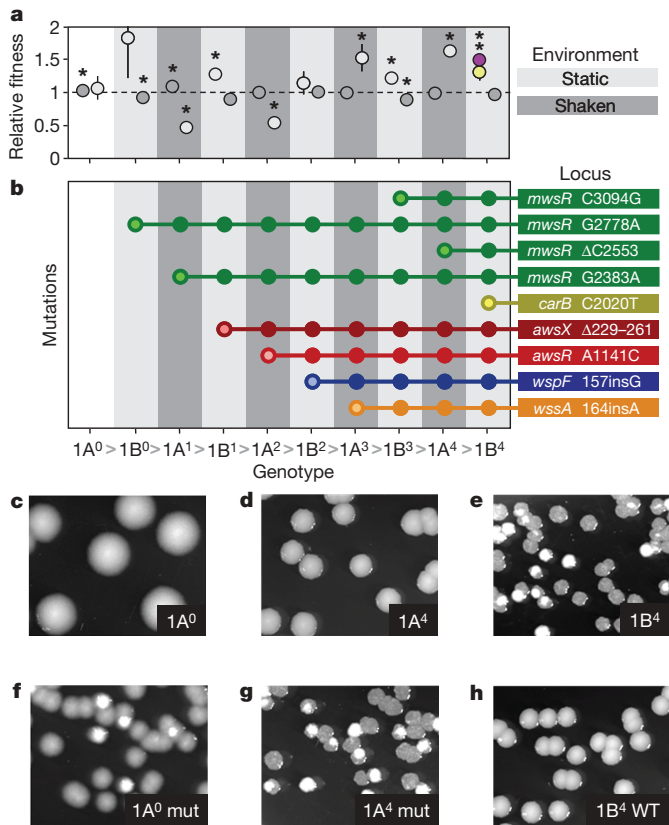 a
2
1.5
1
0.5
0
Relative fitness
* * * * * * * * * * *
Environment
Static
Shaken
b
Locus
Mutations
mwsR C3094G
mwsR G2778A
mwsR ΔC2553
mwsR G2383A
carB C2020T
awsX Δ229–261
awsR A1141C
wspF 157insG
wssA 164insA
1A⁰ > 1B⁰ > 1A¹ > 1B¹ > 1A² > 1B² > 1A³ > 1B³ > 1A⁴ > 1B⁴
Genotype
c
1A⁰
d
1A⁴
e
1B⁴
f
1A⁰ mut
g
1A⁴ mut
h
1B⁴ WT